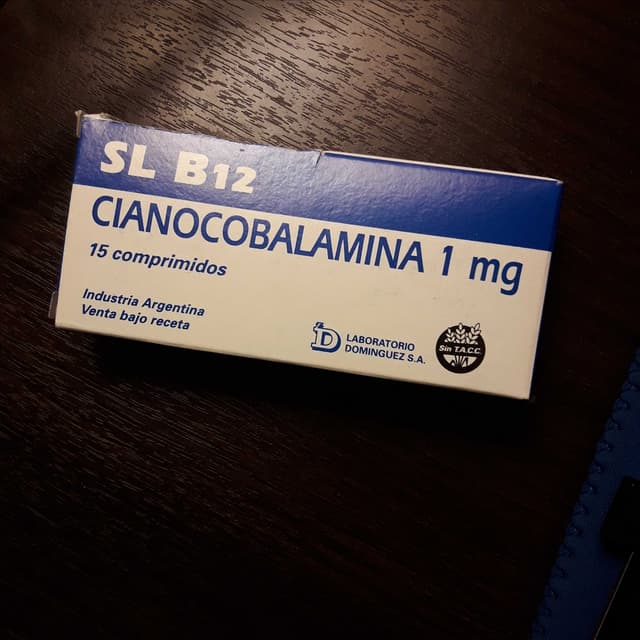 SL B12
CIANOCOBALAMINA 1 mg
15 comprimidos
Industria Argentina
Venta bajo receta
LABORATORIO
DOMINGUEZ S.A.
Sin T.A.C.C.